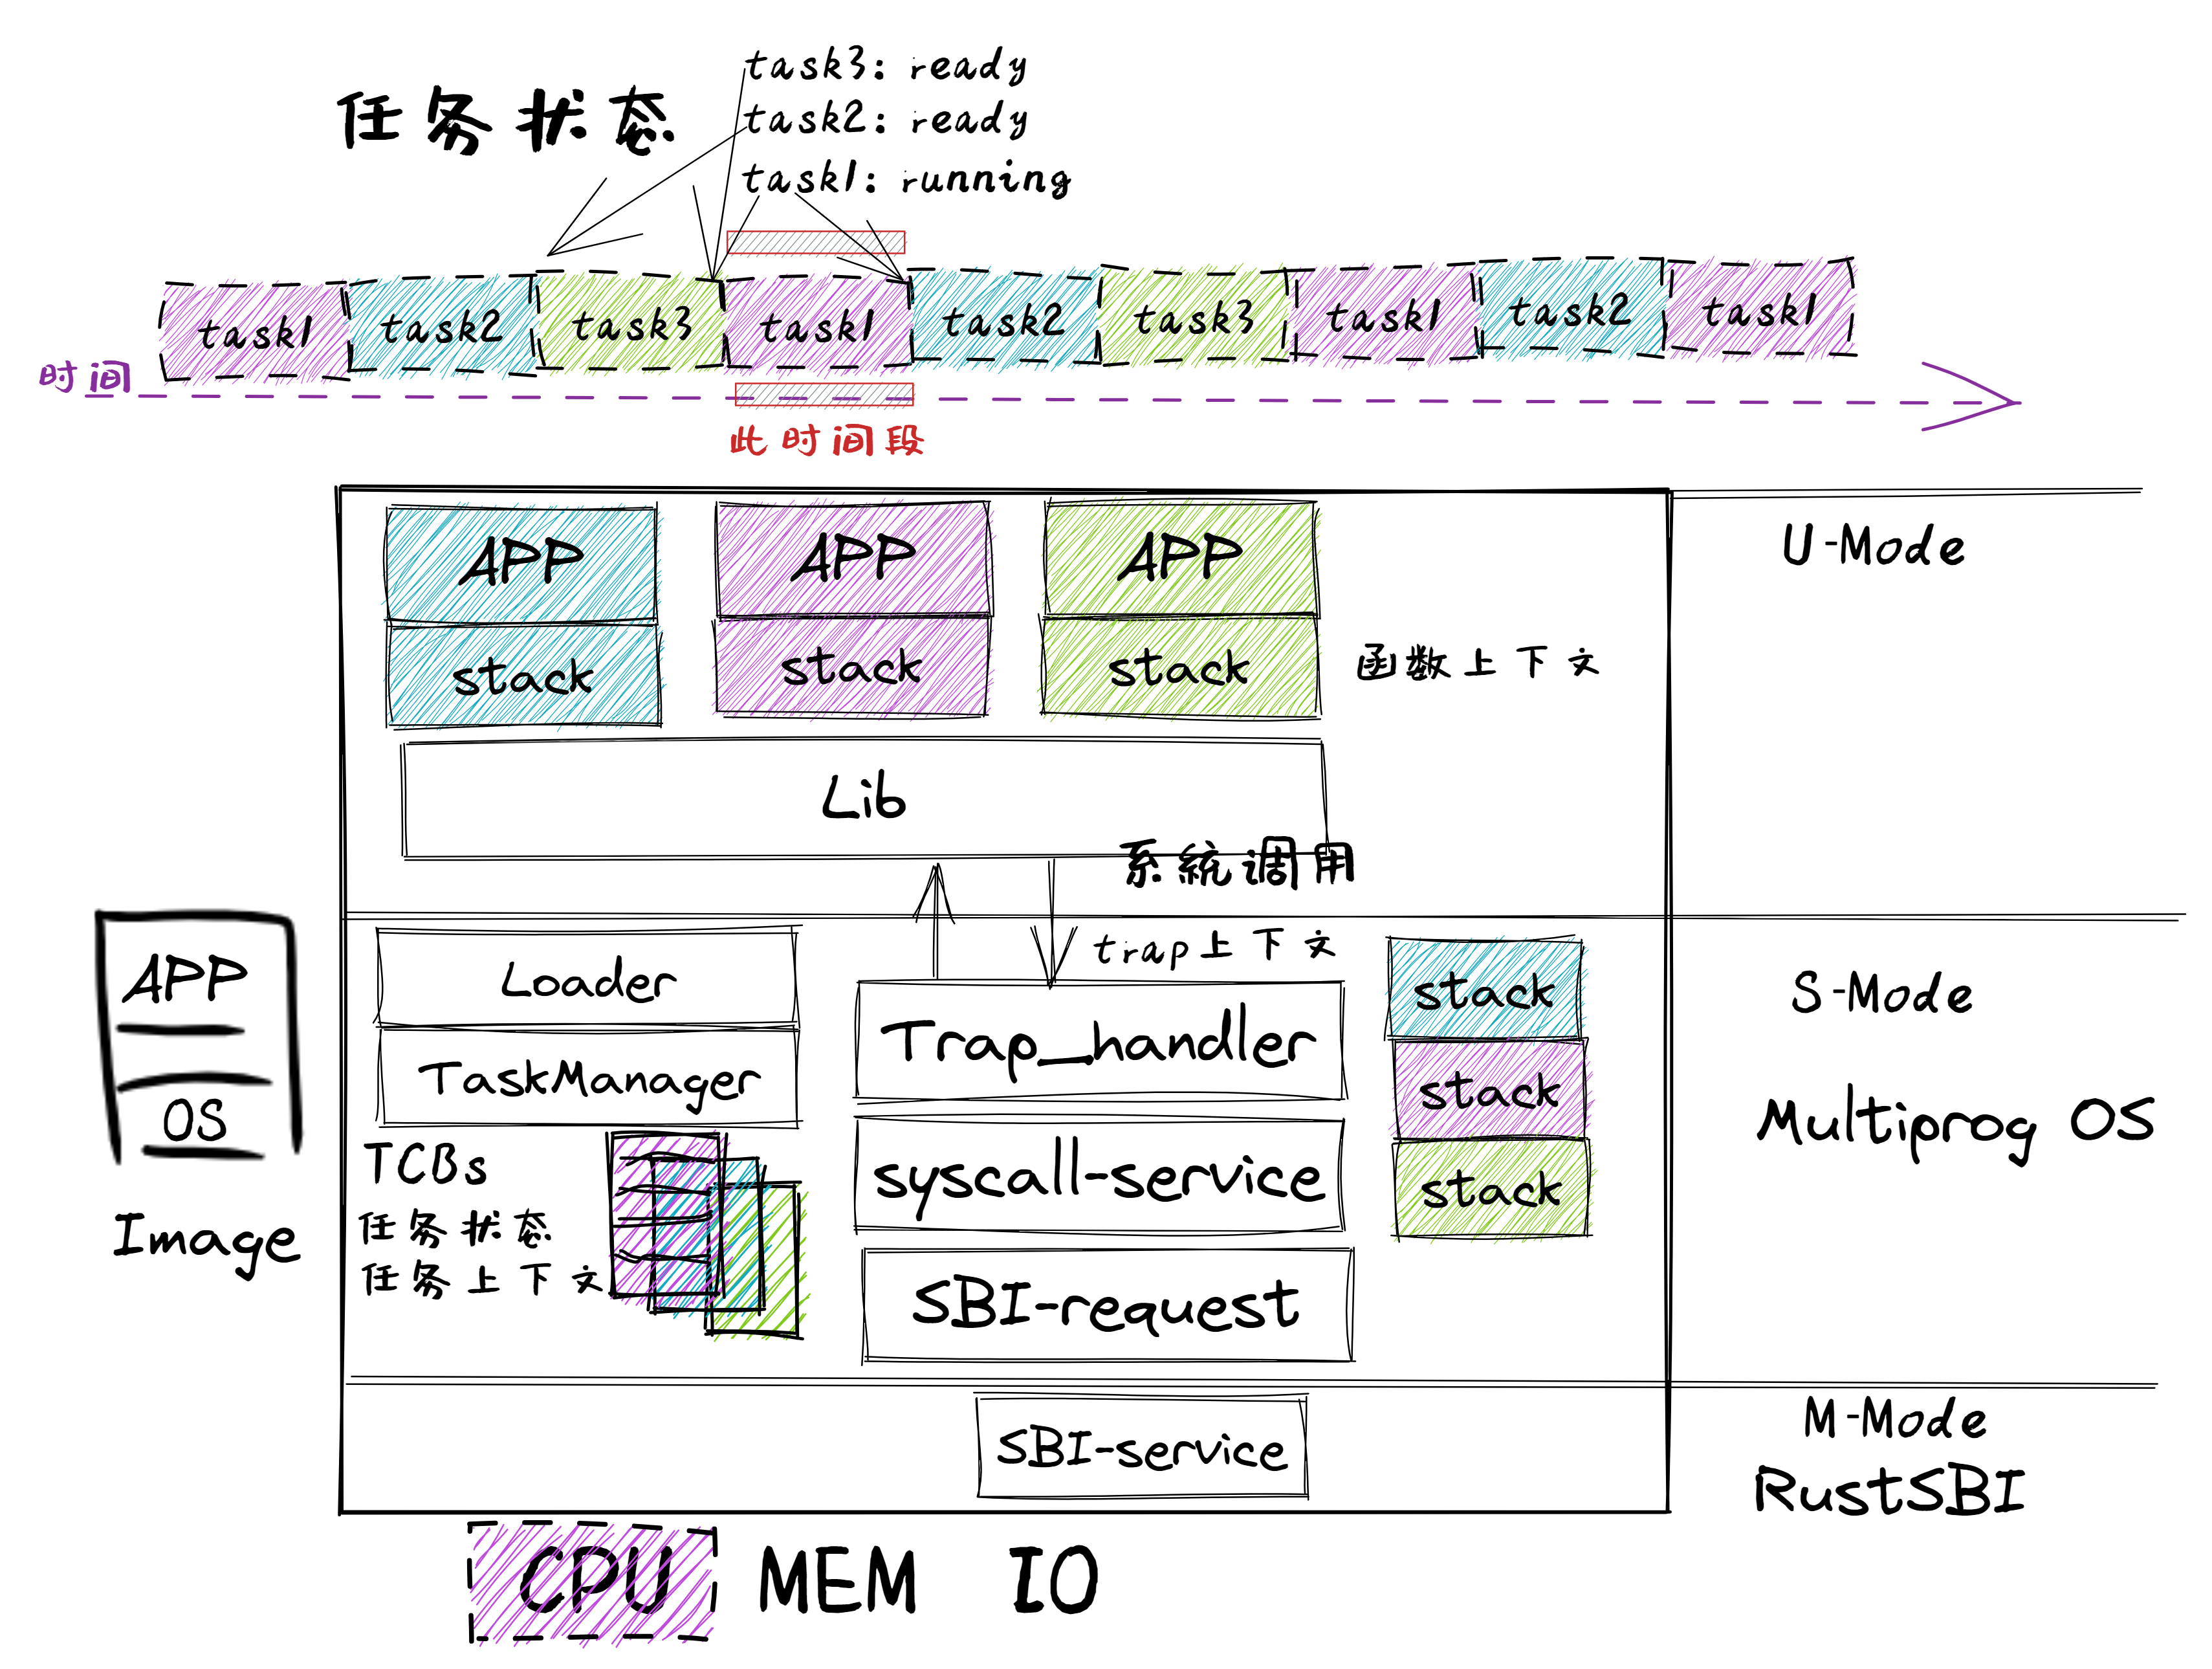 task3: ready
任务状态
task2: ready
task1: running
task1 task2 task3 task1 task2 task3 task1 task2 task1
时间
此时间段
APP APP APP
U-Mode
stack stack stack
函数上下文
Lib
系统调用
trap上下文
APP
Loader
stack
S-Mode
Trap_handler
TaskManager
stack
OS
Multiprog OS
TCBs
syscall-service
stack
任务状态
Image
任务上下文
SBI-request
M-Mode
SBI-service
RustSBI
CPU MEM IO